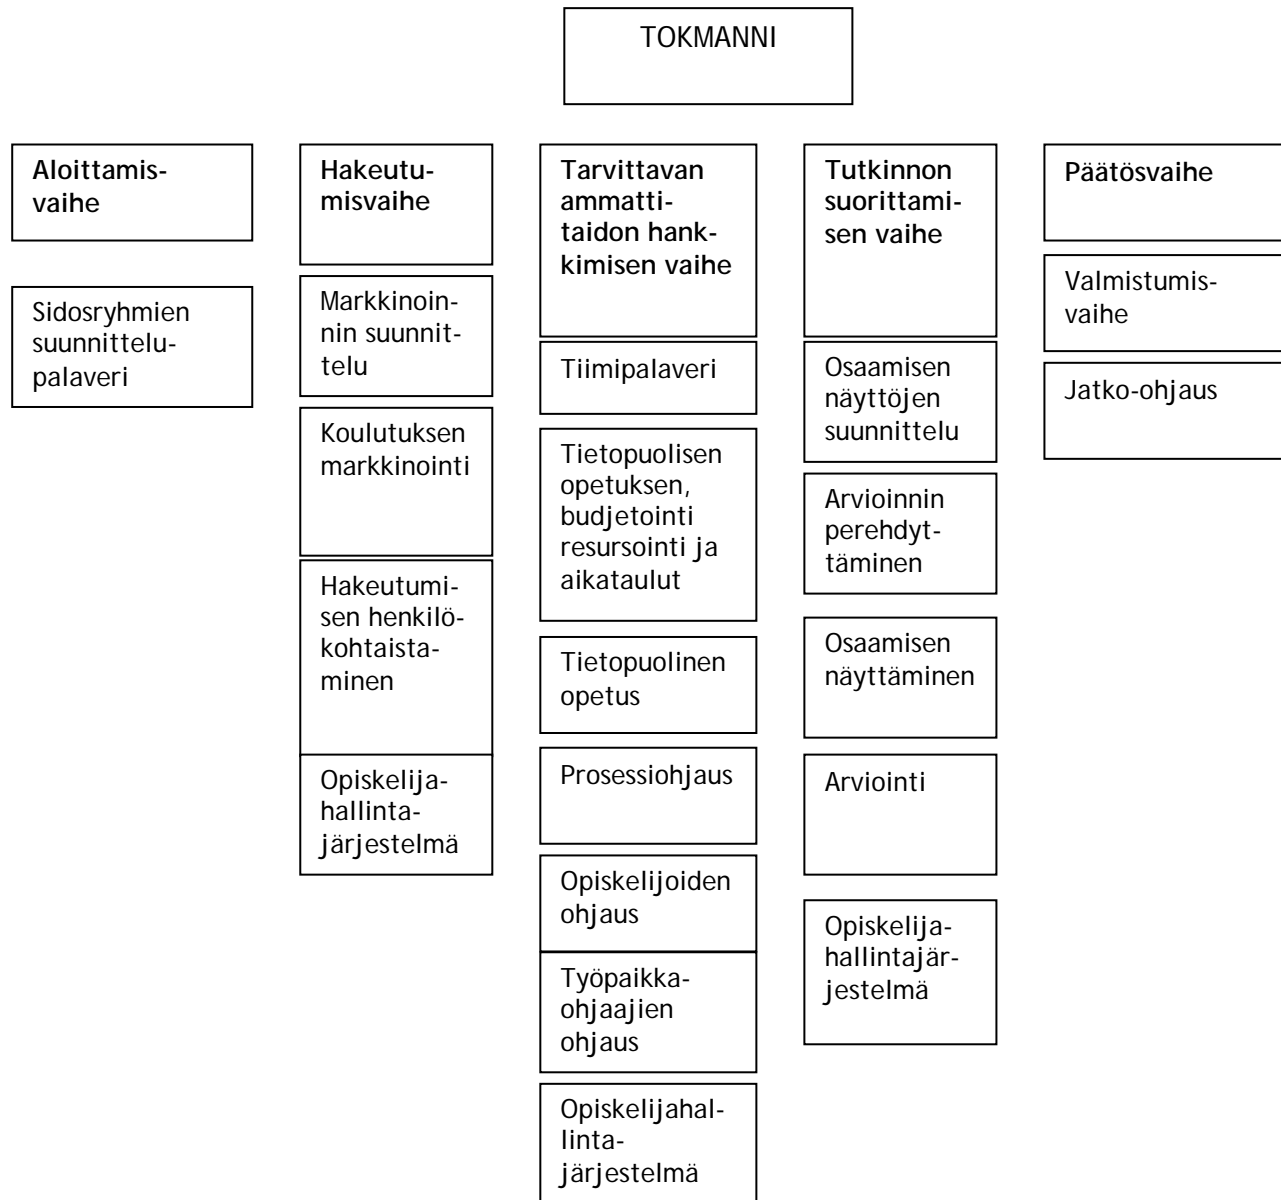 TOKMANNI
Aloittamis-
vaihe
Sidosryhmien
suunnittelu-
palaveri
Hakeutu-
misvaihe
Markkinoin-
nin suunnit-
telu
Koulutuksen
markkinointi
Hakeutumi-
sen henkilö-
kohtaista-
minen
Opiskelija-
hallinta-
järjestelmä
Tarvittavan
ammatti-
taidon hank-
kimisen vaihe
Tiimipalaveri
Tietopuolisen
opetuksen,
budjetointi
resursointi ja
aikataulut
Tietopuolinen
opetus
Prosessiohjaus
Opiskelijoiden
ohjaus
Työpaikka-
ohjaajien
ohjaus
Opiskelijahal-
linta-
järjestelmä
Tutkinnon
suorittami-
sen vaihe
Osaamisen
näyttöjen
suunnittelu
Arvioinnin
perehdyt-
täminen
Osaamisen
näyttäminen
Arviointi
Opiskelija-
hallintajär-
jestelmä
Päätösvaihe
Valmistumis-
vaihe
Jatko-ohjaus